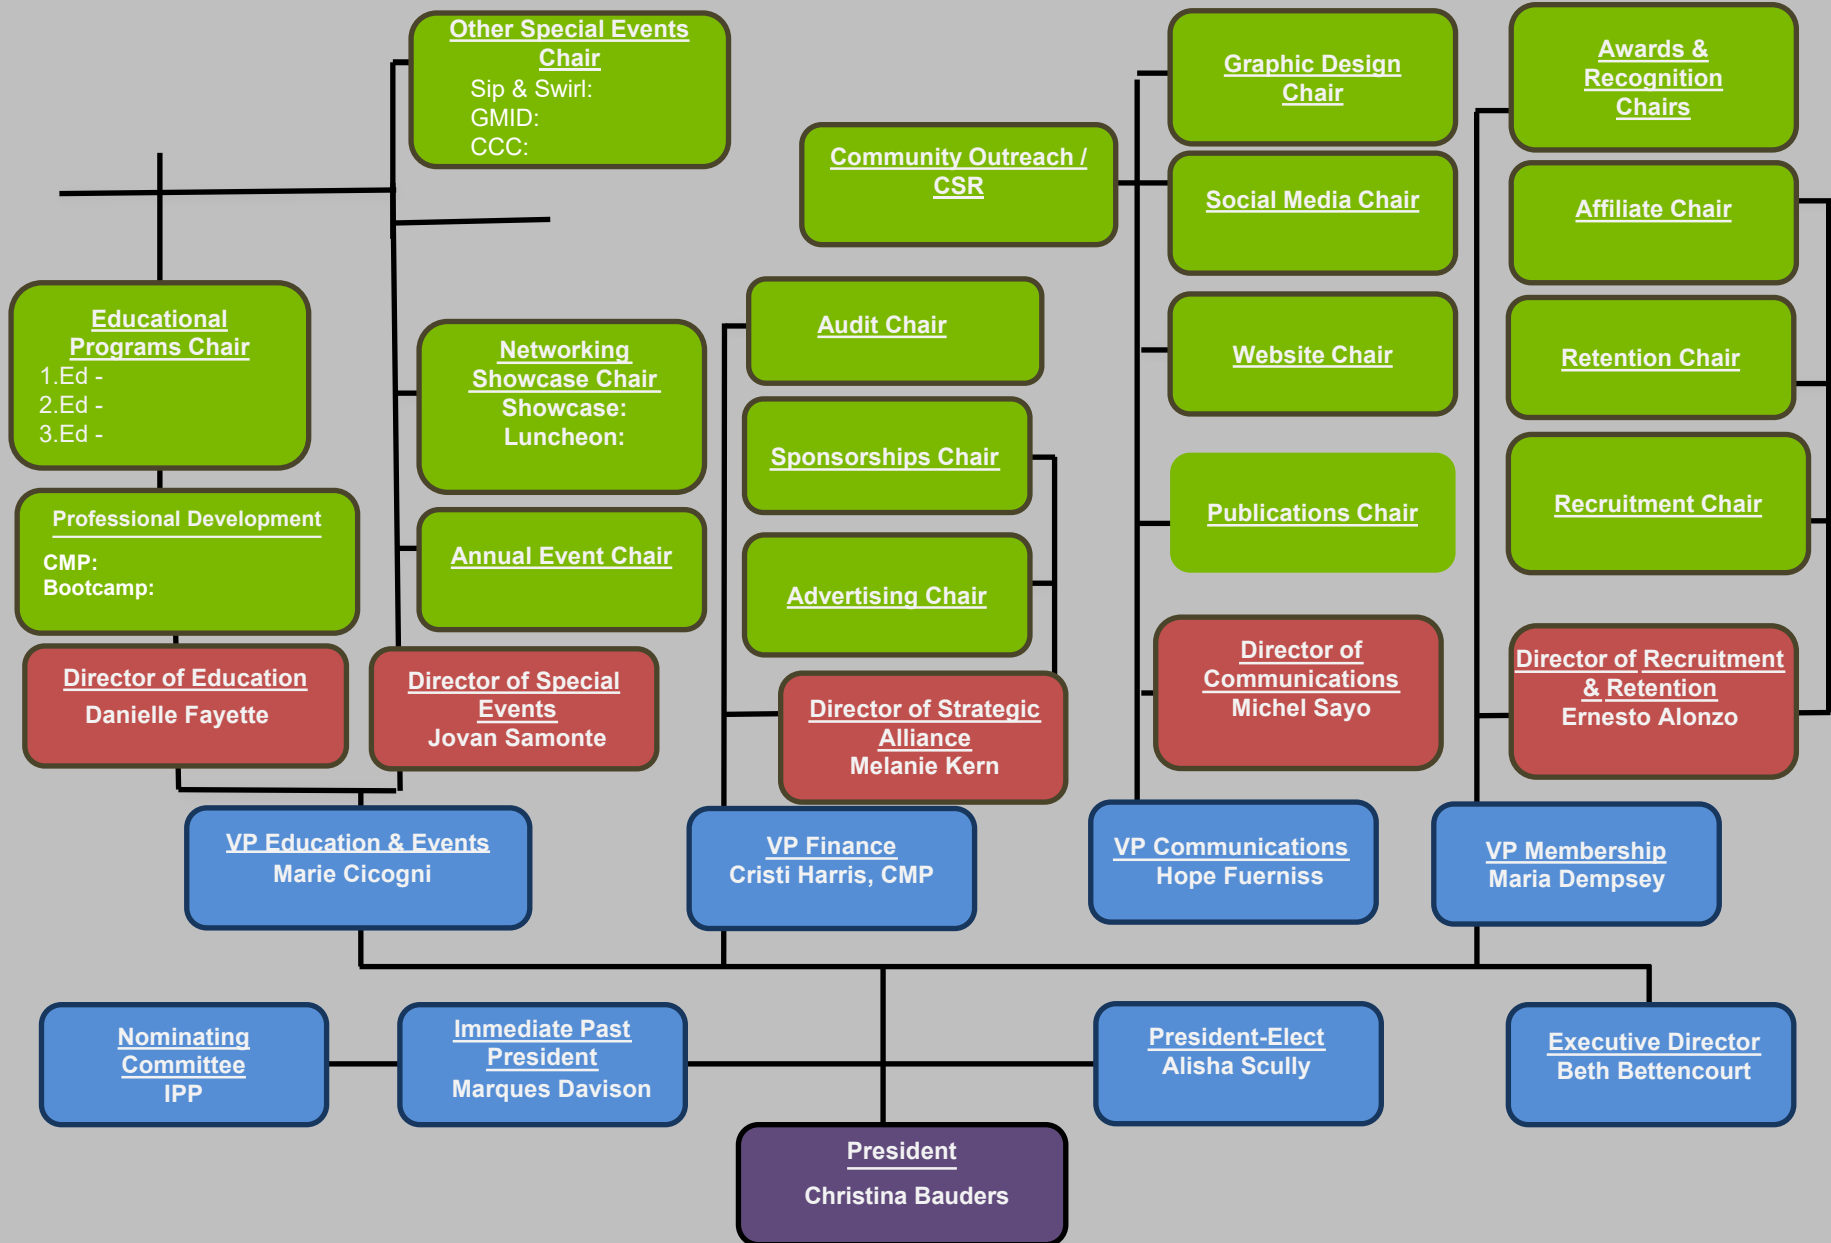 Other Special Events
Chair
Sip & Swirl:
GMID:
CCC:
Graphic Design
Chair
Awards &
Recognition
Chairs
Community Outreach /
CSR
Social Media Chair
Affiliate Chair
Educational
Programs Chair
1.Ed -
2.Ed -
3.Ed -
Networking
Showcase Chair
Showcase:
Luncheon:
Audit Chair
Website Chair
Retention Chair
Sponsorships Chair
Publications Chair
Recruitment Chair
Professional Development
CMP:
Bootcamp:
Annual Event Chair
Advertising Chair
Director of Education
Danielle Fayette
Director of Special
Events
Jovan Samonte
Director of Strategic
Alliance
Melanie Kern
Director of
Communications
Michel Sayo
Director of Recruitment
& Retention
Ernesto Alonzo
VP Education & Events
Marie Cicogni
VP Finance
Cristi Harris, CMP
VP Communications
Hope Fuerniss
VP Membership
Maria Dempsey
Nominating
Committee
IPP
Immediate Past
President
Marques Davison
President-Elect
Alisha Scully
Executive Director
Beth Bettencourt
President
Christina Bauders